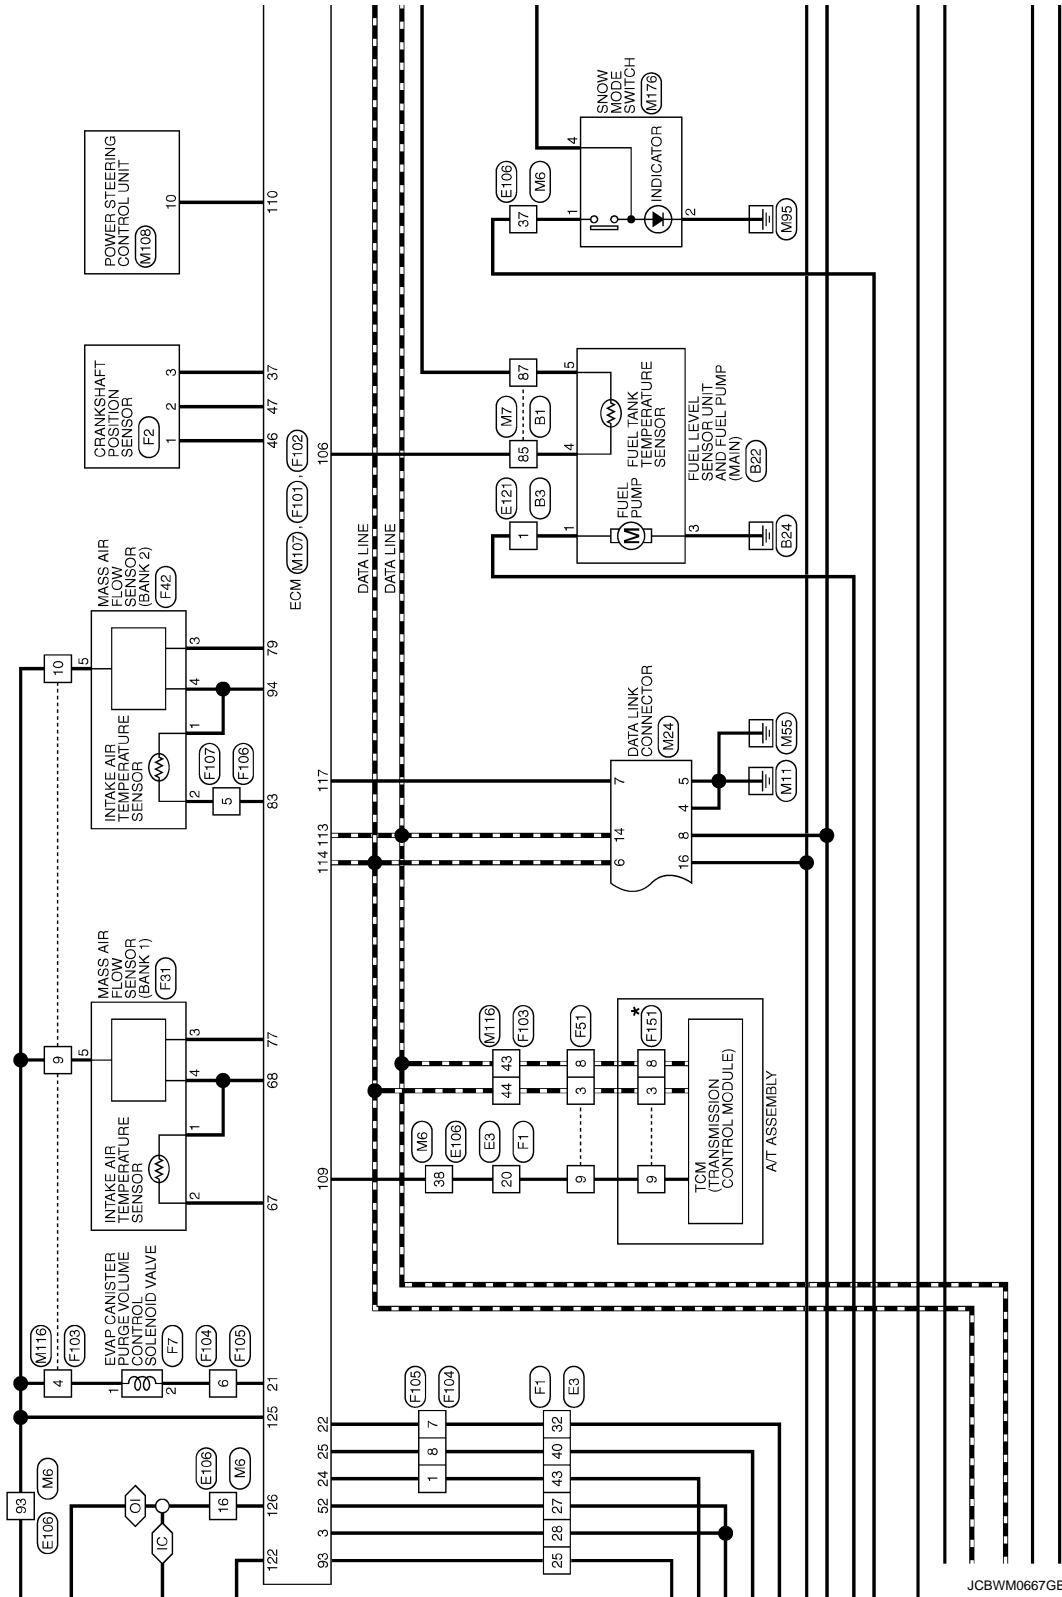 POWER STEERING
CONTROL UNIT
M108
10
110
CRANKSHAFT
POSITION
SENSOR
F2
1
2
3
46
47
37
MASS AIR
FLOW
SENSOR
(BANK 2)
F42
10
5
INTAKE AIR
TEMPERATURE
SENSOR
2
1
4
3
F107
F106
5
83
94
79
MASS AIR
FLOW
SENSOR
(BANK 1)
F31
9
5
INTAKE AIR
TEMPERATURE
SENSOR
2
1
4
3
67
68
77
M116
F103
4
EVAP CANISTER
PURGE VOLUME
CONTROL
SOLENOID VALVE
F7
1
2
F104
F105
6
21
125
93
M6
E106
OI
IC
E106
M6
16
126
122
ECM M107 , F101 , F102
93
3
52
24
25
22
109
114
113
117
106
DATA LINE
DATA LINE
F105
F104
1
8
7
F1
E3
25
28
27
43
40
32
M6
E106
38
E3
F1
20
M116
F103
44
43
F51
9
3
8
* F151
9
3
8
TCM
(TRANSMISSION
CONTROL MODULE)
A/T ASSEMBLY
DATA LINK
CONNECTOR
M24
6
14
7
16
8
4
5
M11
M55
E121
B3
1
M7
B1
85
87
1
4
5
FUEL
PUMP
M
FUEL TANK
TEMPERATURE
SENSOR
3
FUEL LEVEL
SENSOR UNIT
AND FUEL PUMP
(MAIN)
B22
B24
E106
M6
37
SNOW
MODE
SWITCH
M176
1
4
INDICATOR
2
M95
JCBWM0667GE